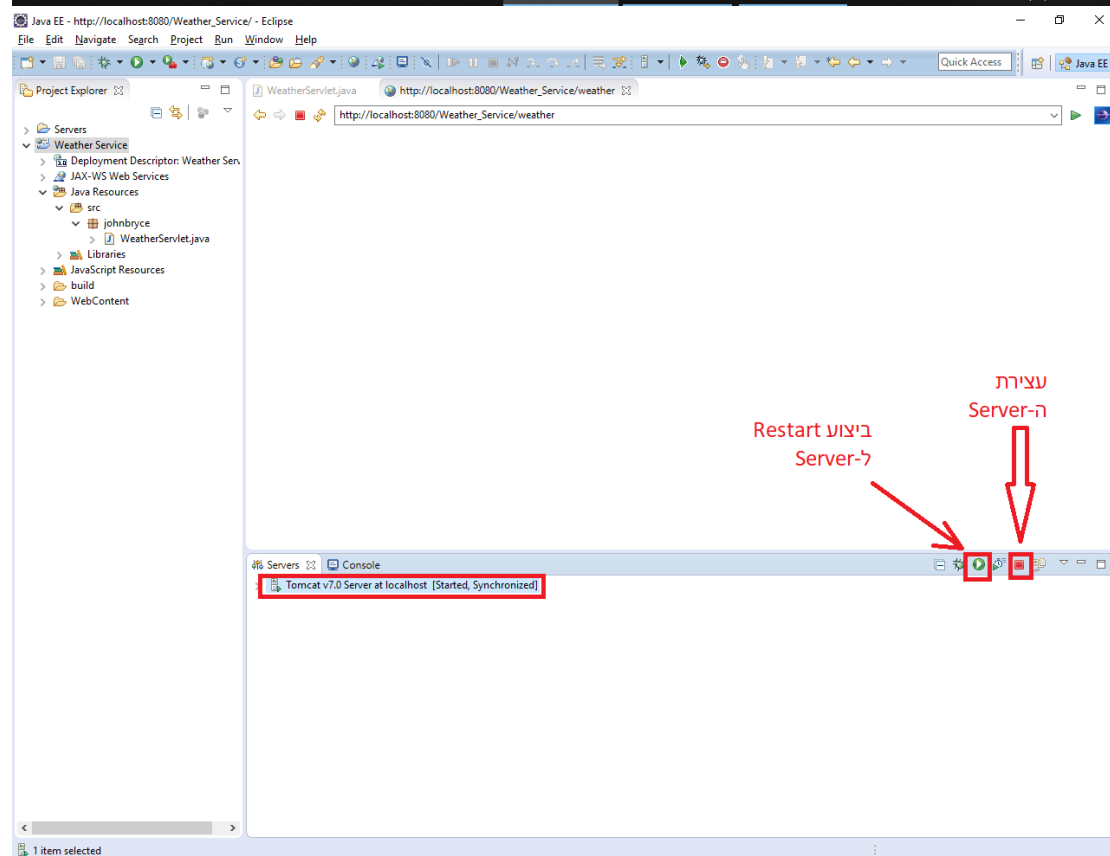 Java EE - http://localhost:8080/Weather_Service/ - Eclipse
File Edit Navigate Search Project Run Window Help
Quick Access
Java EE
Project Explorer
WeatherServlet.java
http://localhost:8080/Weather_Service/weather
http://localhost:8080/Weather_Service/weather
Servers
Weather Service
Deployment Descriptor: Weather Serv
JAX-WS Web Services
Java Resources
src
johnbryce
WeatherServlet.java
Libraries
JavaScript Resources
build
WebContent
עצירת
ה-Server
ביצוע Restart
ל-Server
Servers
Console
Tomcat v7.0 Server at localhost [Started, Synchronized]
1 item selected